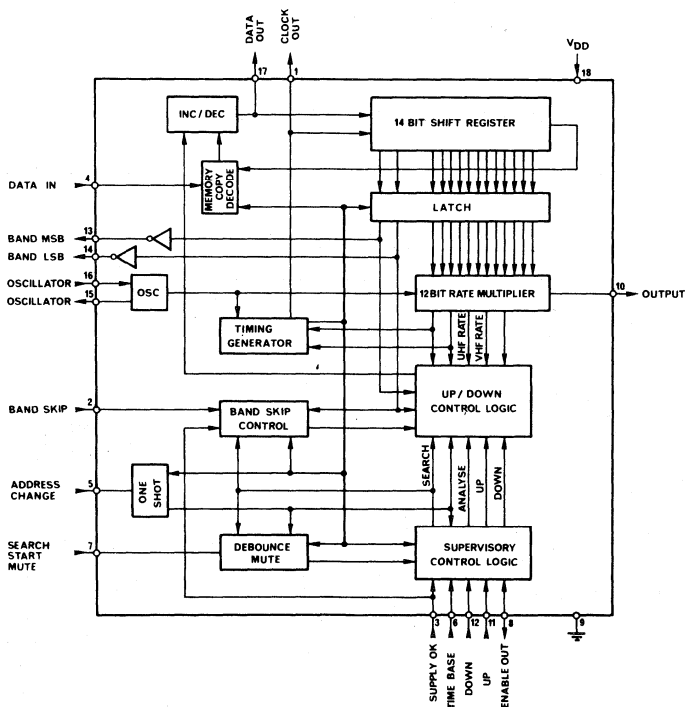 DATA OUT
CLOCK OUT
VDD
17
1
18
INC / DEC
14 BIT SHIFT REGISTER
4
DATA IN
MEMORY
COPY
DECODE
LATCH
13
BAND MSB
14
BAND LSB
16
OSCILLATOR
15
OSCILLATOR
OSC
12 BIT RATE MULTIPLIER
10
OUTPUT
TIMING
GENERATOR
UHF RATE
VHF RATE
2
BAND SKIP
BAND SKIP
CONTROL
UP / DOWN
CONTROL LOGIC
ADDRESS
CHANGE
5
ONE
SHOT
SEARCH
ANALYSE
UP
DOWN
SEARCH
START
MUTE
7
DEBOUNCE
MUTE
SUPERVISORY
CONTROL LOGIC
3
6
12
11
8
9
SUPPLY OK
TIME BASE
DOWN
UP
ENABLE OUT